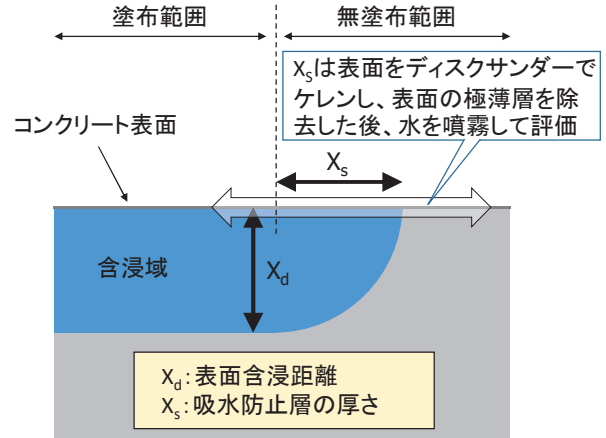 塗布範囲
無塗布範囲
Xsは表面をディスクサンダーで
ケレンし、表面の極薄層を除
去した後、水を噴霧して評価
コンクリート表面
Xs
含浸域
Xd
Xd：表面含浸距離
Xs：吸水防止層の厚さ